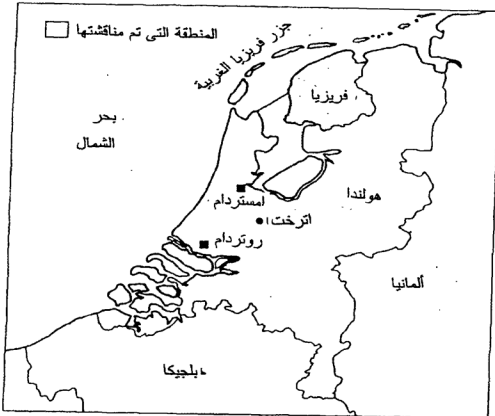 المنطقة التى تم مناقشتها
جزر فريزيا الغربية
فريزيا
بحر
الشمال
هولندا
امستردام
اترخت
روتردام
ألمانيا
بلجيكا